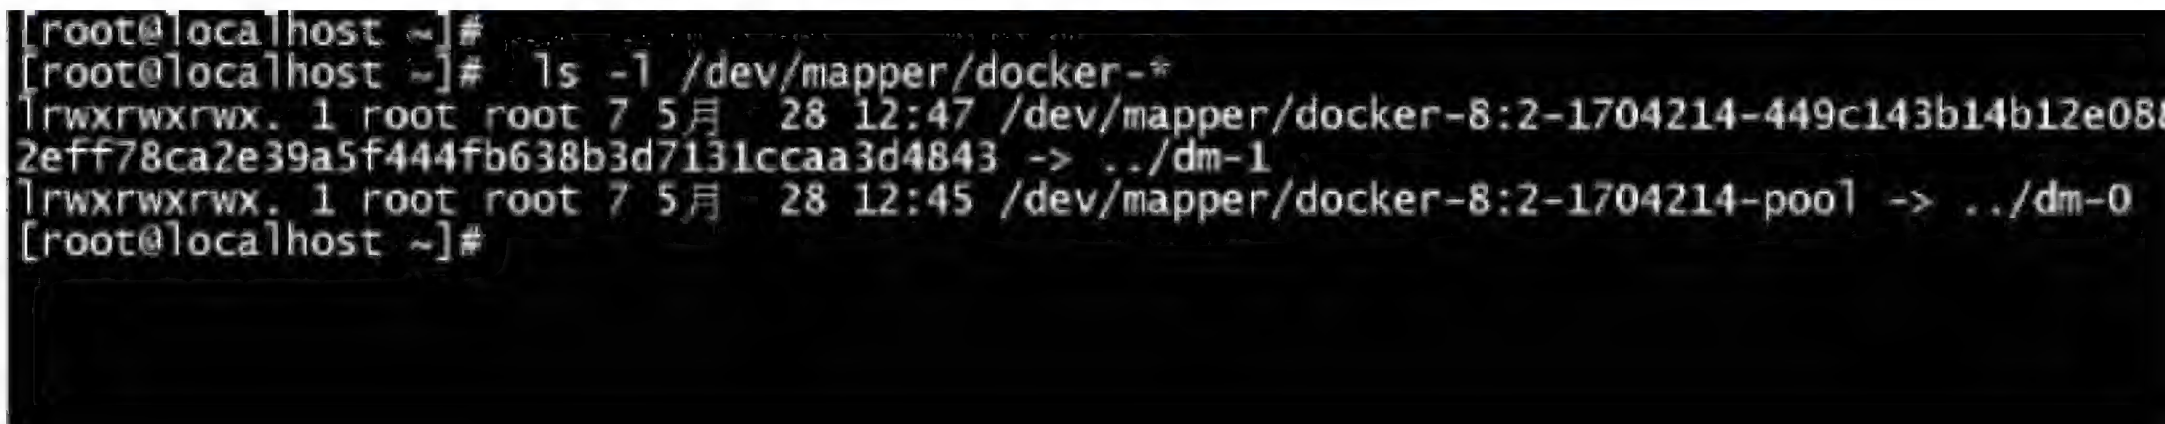 [root@localhost ~]#
[root@localhost ~]#  ls -l /dev/mapper/docker-*
lrwxrwxrwx. 1 root root 7 5月  28 12:47 /dev/mapper/docker-8:2-1704214-449c143b14b12e088
2eff78ca2e39a5f444fb638b3d7131ccaa3d4843 -> ../dm-1
lrwxrwxrwx. 1 root root 7 5月  28 12:45 /dev/mapper/docker-8:2-1704214-pool -> ../dm-0
[root@localhost ~]#